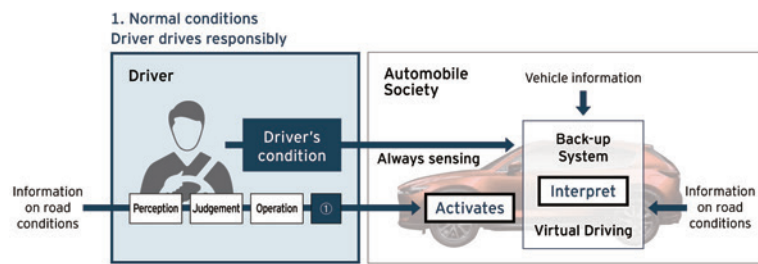 1. Normal conditions
Driver drives responsibly
Driver
Automobile
Society
Vehicle information
Driver's
condition
Always sensing
Back-up
System
Information
on road
conditions
Perception
Judgement
Operation
①
Activates
Interpret
Virtual Driving
Information
on road
conditions